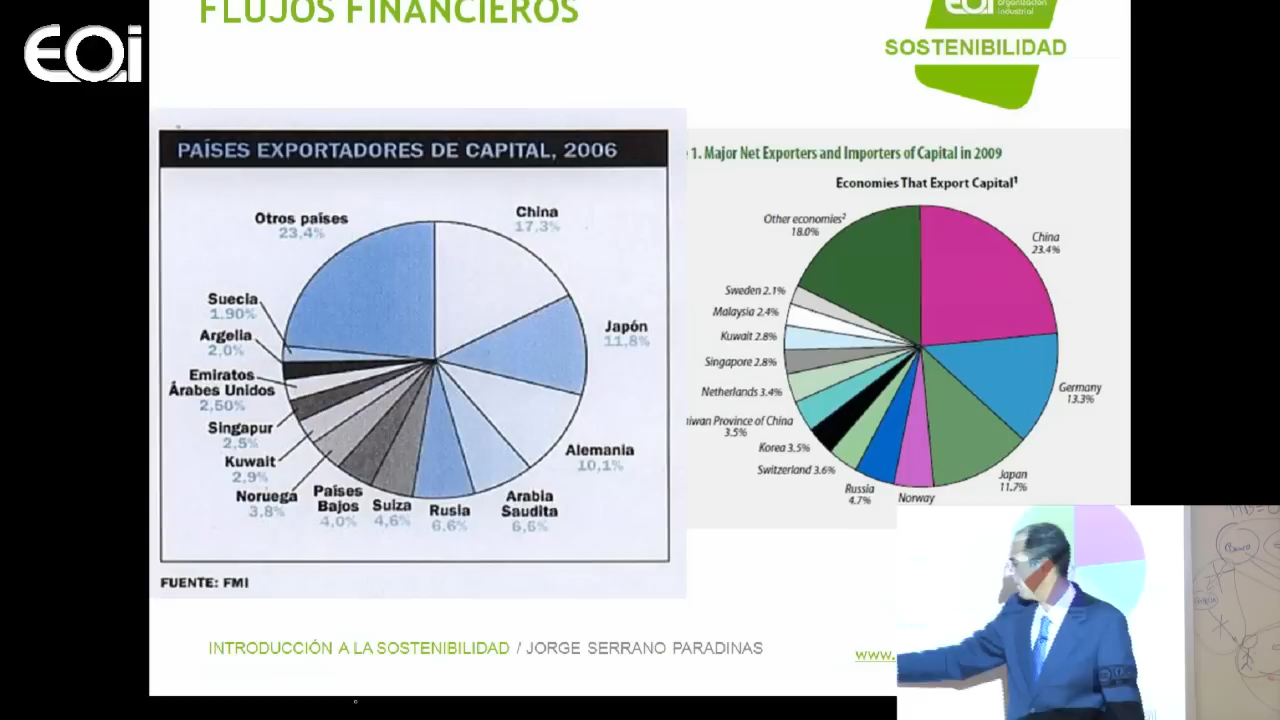 FLUJOS FINANCIEROS
EOi
EOi
organización
industrial
SOSTENIBILIDAD
PAÍSES EXPORTADORES DE CAPITAL, 2006
Otros países
23,4%
China
17,3%
Suecia
1,90%
Argelia
2,0%
Japón
11,8%
Emiratos
Árabes Unidos
2,50%
Singapur
2,5%
Alemania
10,1%
Kuwait
2,9%
Noruega
3,8%
Países
Bajos
4,0%
Suiza
4,6%
Rusia
6,6%
Arabia
Saudita
6,6%
FUENTE: FMI
1. Major Net Exporters and Importers of Capital in 2009
Economies That Export Capital¹
Other economies²
18.0%
China
23.4%
Sweden 2.1%
Malaysia 2.4%
Kuwait 2.8%
Singapore 2.8%
Netherlands 3.4%
Province of China
3.5%
Korea 3.5%
Switzerland 3.6%
Germany
13.3%
Japan
11.7%
Russia
4.7%
Norway
INTRODUCCIÓN A LA SOSTENIBILIDAD / JORGE SERRANO PARADINAS
www.